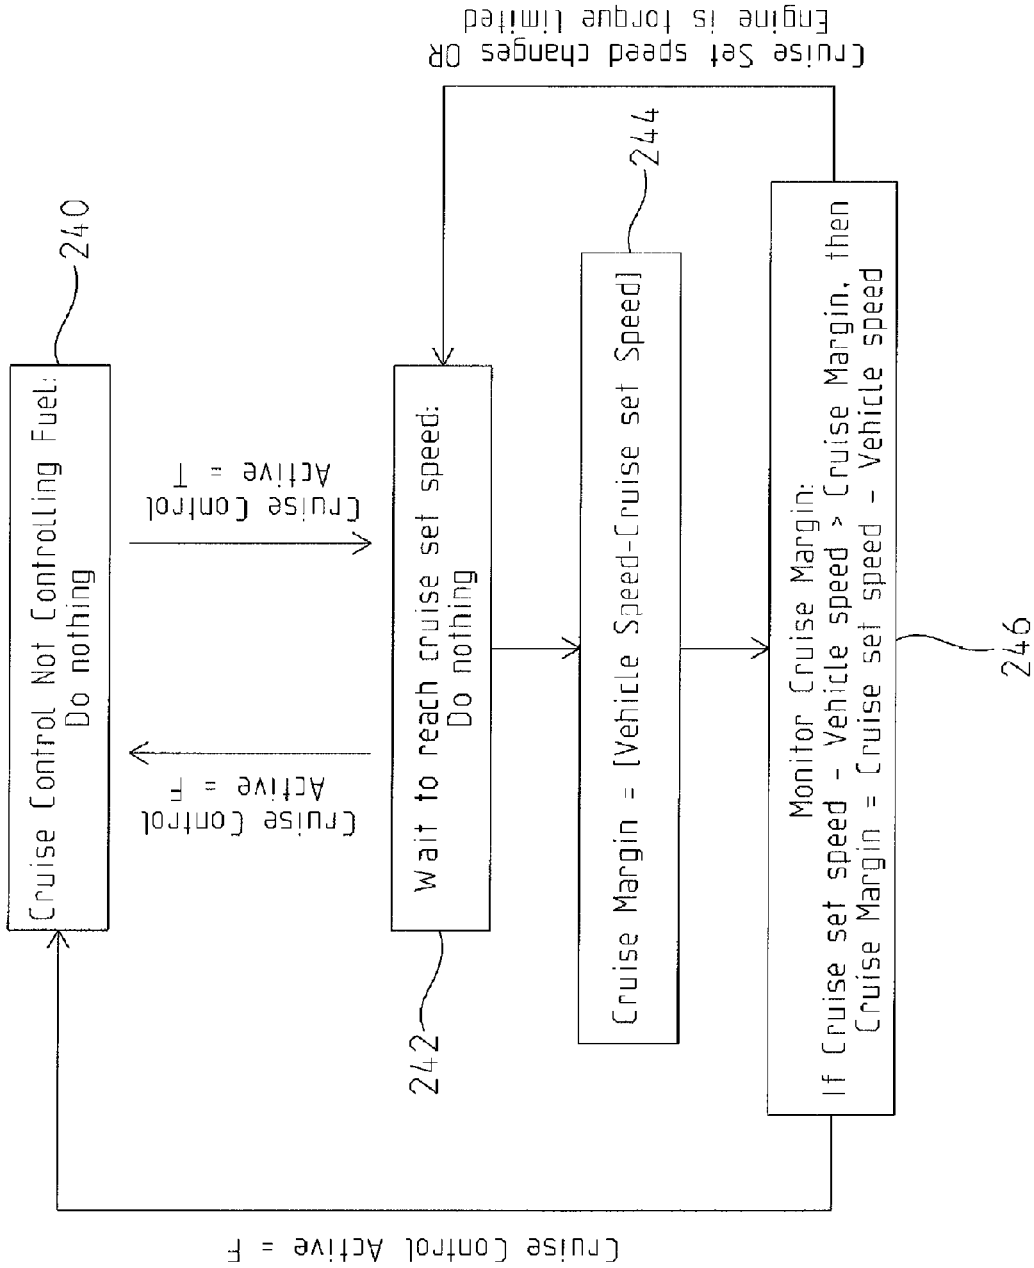 Cruise Control Not Controlling Fuel:
Do nothing
240
Cruise Control
Active = T
Cruise Control
Active = F
Wait to reach cruise set speed:
Do nothing
242
Cruise Set speed changes OR
Engine is torque limited
Cruise Margin = [Vehicle Speed-Cruise set Speed]
244
Monitor Cruise Margin:
If Cruise set speed - Vehicle speed > Cruise Margin, then
Cruise Margin = Cruise set speed - Vehicle speed
246
Cruise Control Active = F